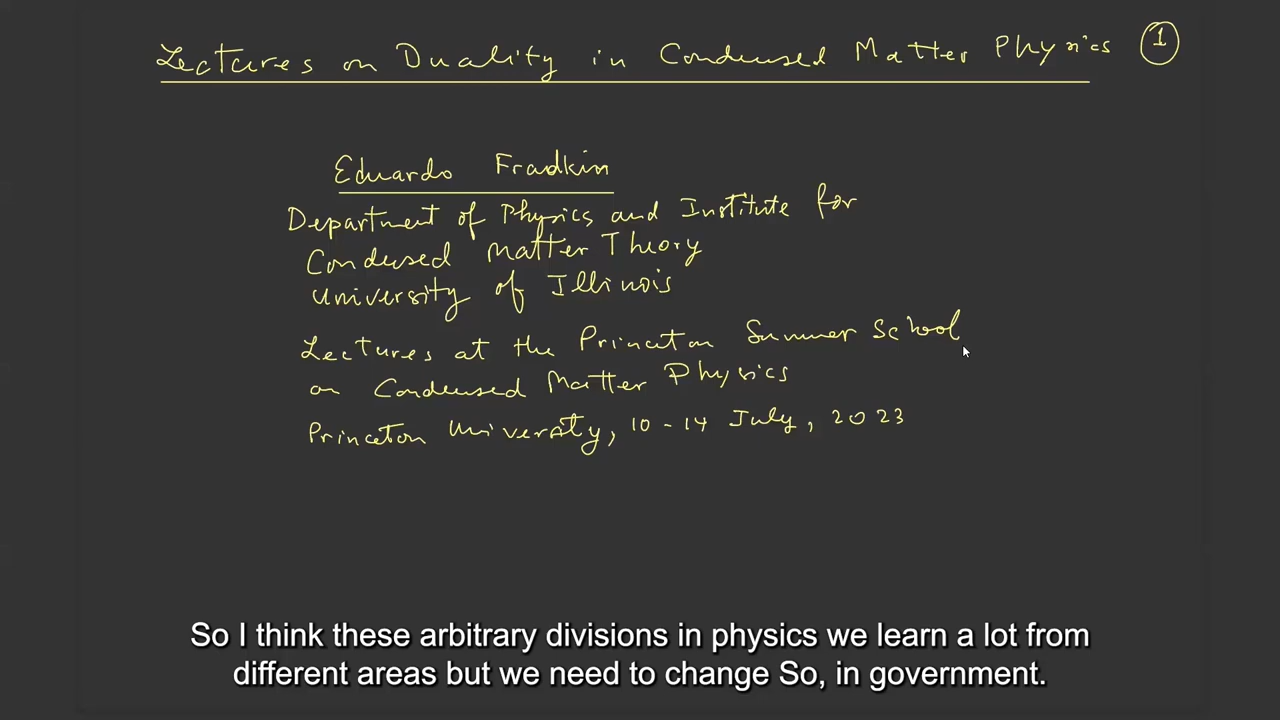 Lectures on Duality in Condensed Matter Physics 1
Eduardo Fradkin
Department of Physics and Institute for
Condensed Matter Theory
University of Illinois
Lectures at the Princeton Summer School
on Condensed Matter Physics
Princeton University, 10-14 July, 2023
So I think these arbitrary divisions in physics we learn a lot from
different areas but we need to change So, in government.